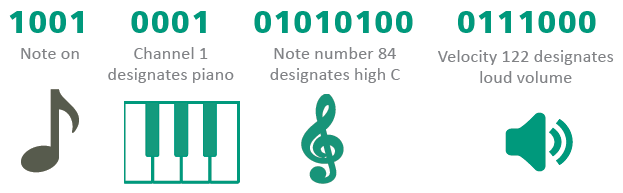 1001 0001 01010100 0111000
Note on
Channel 1
designates piano
Note number 84
designates high C
Velocity 122 designates
loud volume